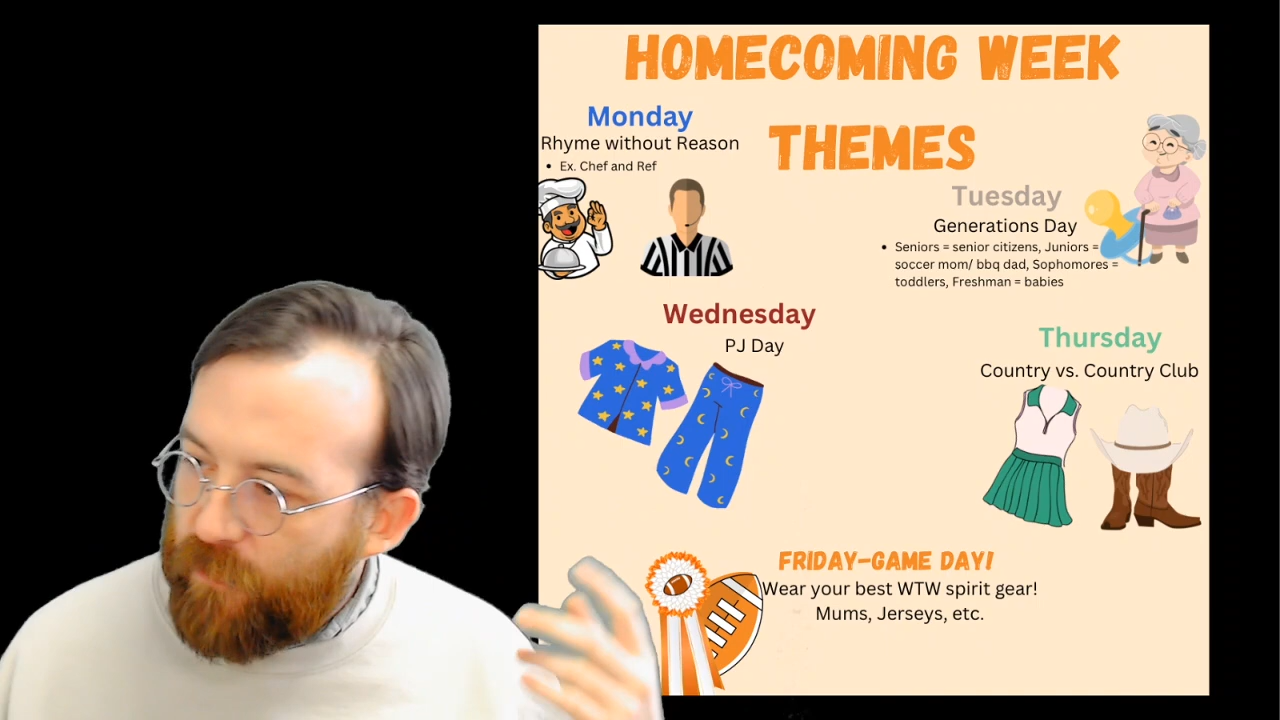 HOMECOMING WEEK
THEMES
Monday
Rhyme without Reason
• Ex. Chef and Ref
Tuesday
Generations Day
• Seniors = senior citizens, Juniors =
soccer mom/ bbq dad, Sophomores =
toddlers, Freshman = babies
Wednesday
PJ Day
Thursday
Country vs. Country Club
FRIDAY-GAME DAY!
Wear your best WTW spirit gear!
Mums, Jerseys, etc.